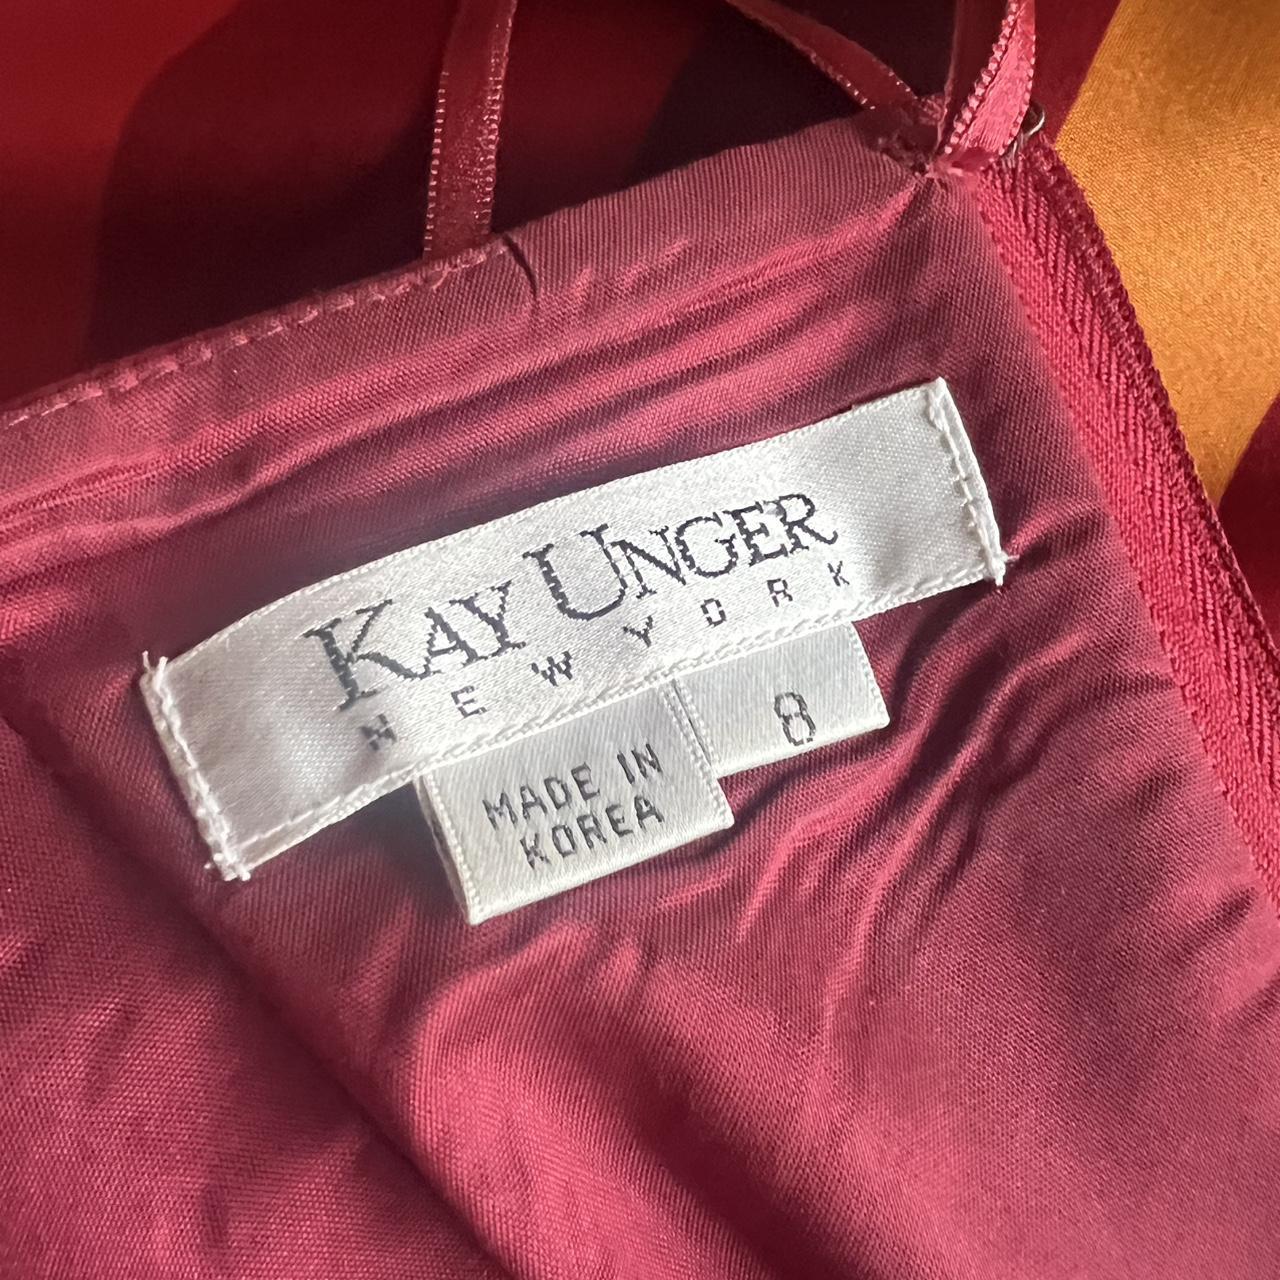 KAY UNGER
NEW YORK
8
MADE IN
KOREA